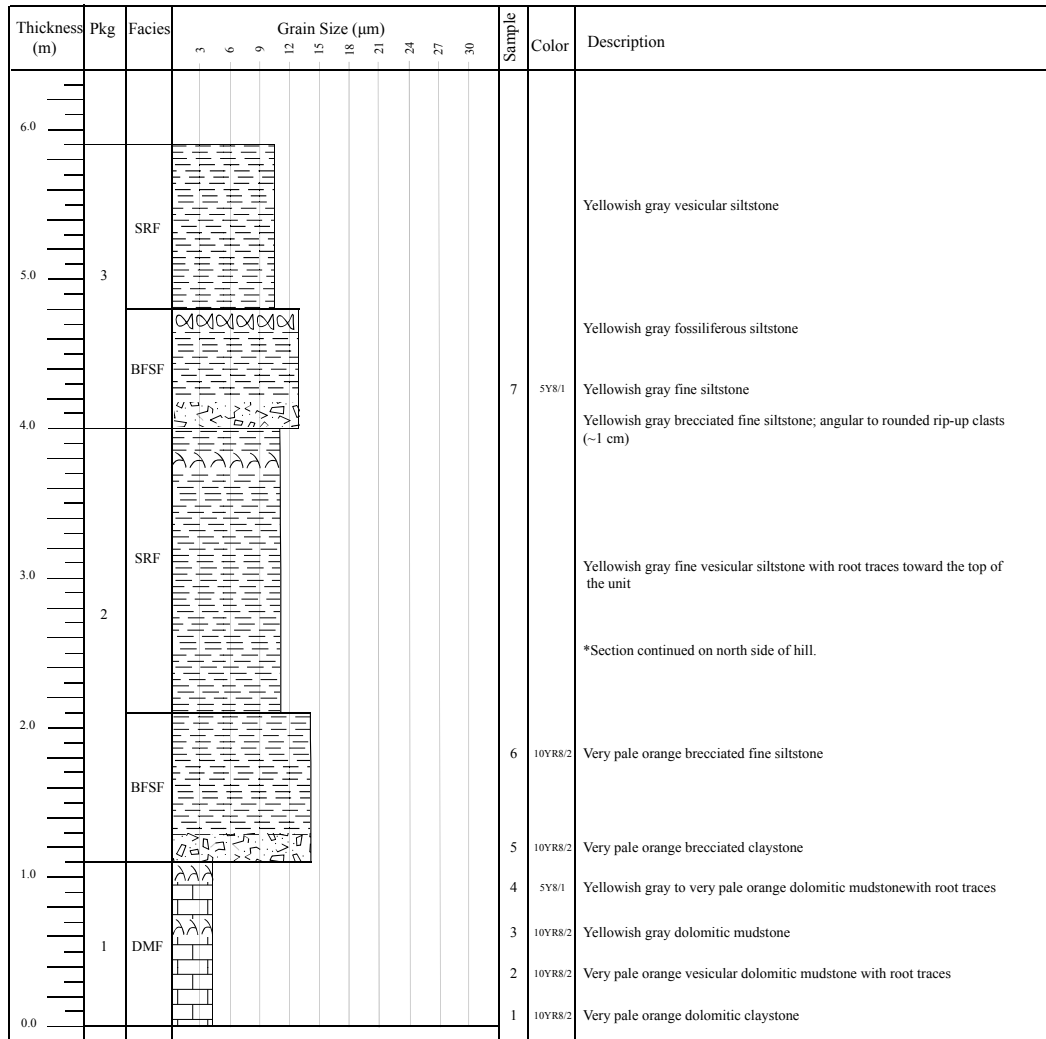 Thickness (m) Pkg Facies Grain Size (μm) Sample Color Description
3 6 9 12 15 18 21 24 27 30
6.0
Yellowish gray vesicular siltstone
SRF
5.0
3
Yellowish gray fossiliferous siltstone
BFSF
7 5Y8/1 Yellowish gray fine siltstone
Yellowish gray brecciated fine siltstone; angular to rounded rip-up clasts
(~1 cm)
4.0
SRF
Yellowish gray fine vesicular siltstone with root traces toward the top of
the unit
3.0
2
*Section continued on north side of hill.
2.0
6 10YR8/2 Very pale orange brecciated fine siltstone
BFSF
5 10YR8/2 Very pale orange brecciated claystone
1.0
4 5Y8/1 Yellowish gray to very pale orange dolomitic mudstonewith root traces
1 DMF
3 10YR8/2 Yellowish gray dolomitic mudstone
2 10YR8/2 Very pale orange vesicular dolomitic mudstone with root traces
1 10YR8/2 Very pale orange dolomitic claystone
0.0